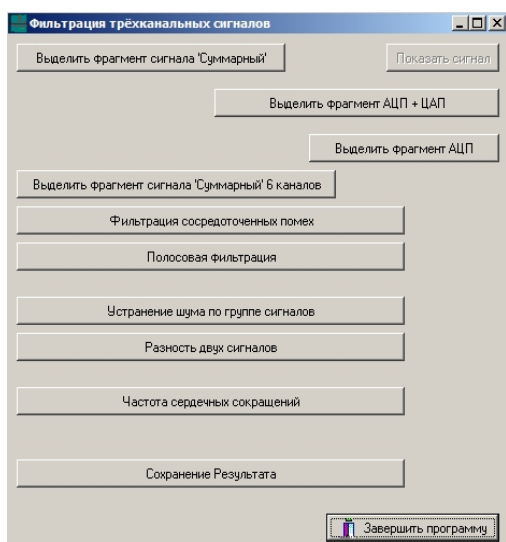 Фильтрация трёхканальных сигналов
Выделить фрагмент сигнала 'Суммарный' Показать сигнал
Выделить фрагмент АЦП + ЦАП
Выделить фрагмент АЦП
Выделить фрагмент сигнала 'Суммарный' 6 каналов
Фильтрация сосредоточенных помех
Полосовая фильтрация
Устранение шума по группе сигналов
Разность двух сигналов
Частота сердечных сокращений
Сохранение Результата
Завершить программу